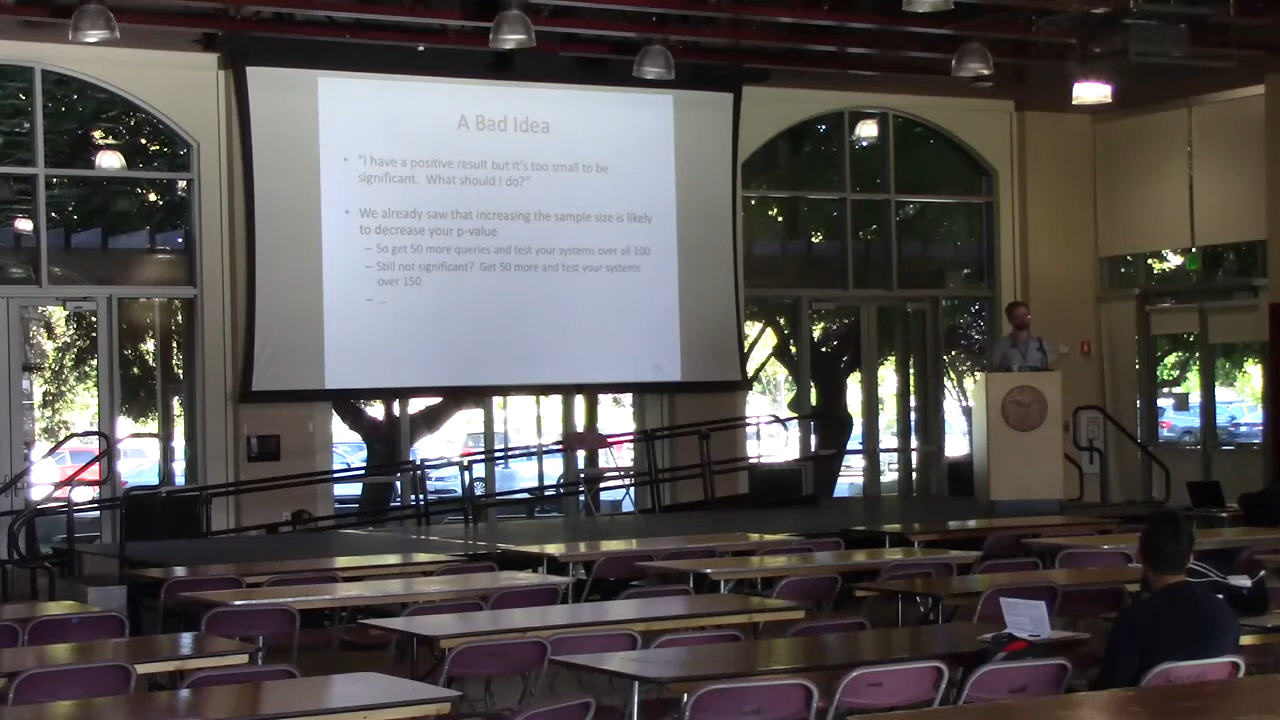 A Bad Idea
• "I have a positive result but it's too small to be
significant. What should I do?"
• We already saw that increasing the sample size is likely
to decrease your p-value
– So get 50 more queries and test your systems over all 100
– Still not significant? Get 50 more and test your systems
over 150
– ...